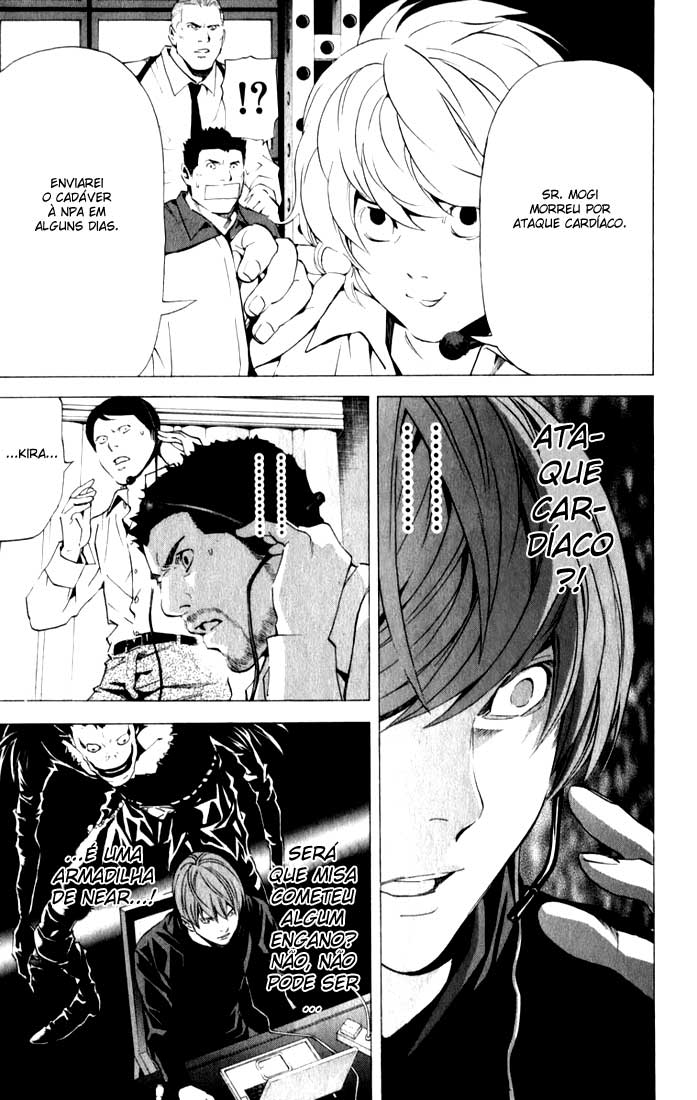 SR. MOGI
MORREU POR
ATAQUE CARDÍACO.
!?
ENVIAREI
O CADÁVER
À NPA EM
ALGUNS DIAS.
ATA-
QUE
CAR-
DÍACO
?!
...KIRA...
SERÁ
QUE MISA
COMETEU
ALGUM
ENGANO?
NÃO, NÃO
PODE SER
...
...É UMA
ARMADILHA
DE NEAR...!